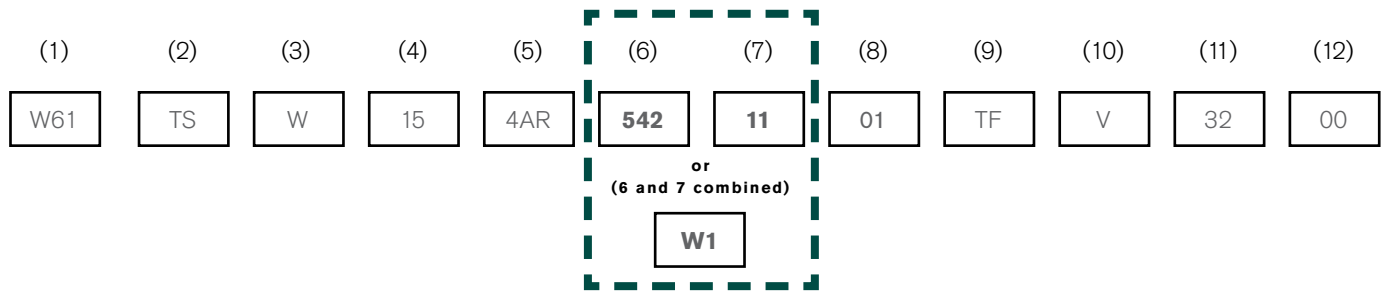 (1) (2) (3) (4) (5) (6) (7) (8) (9) (10) (11) (12)
W61 TS W 15 4AR 542 11 01 TF V 32 00
or
(6 and 7 combined)
W1